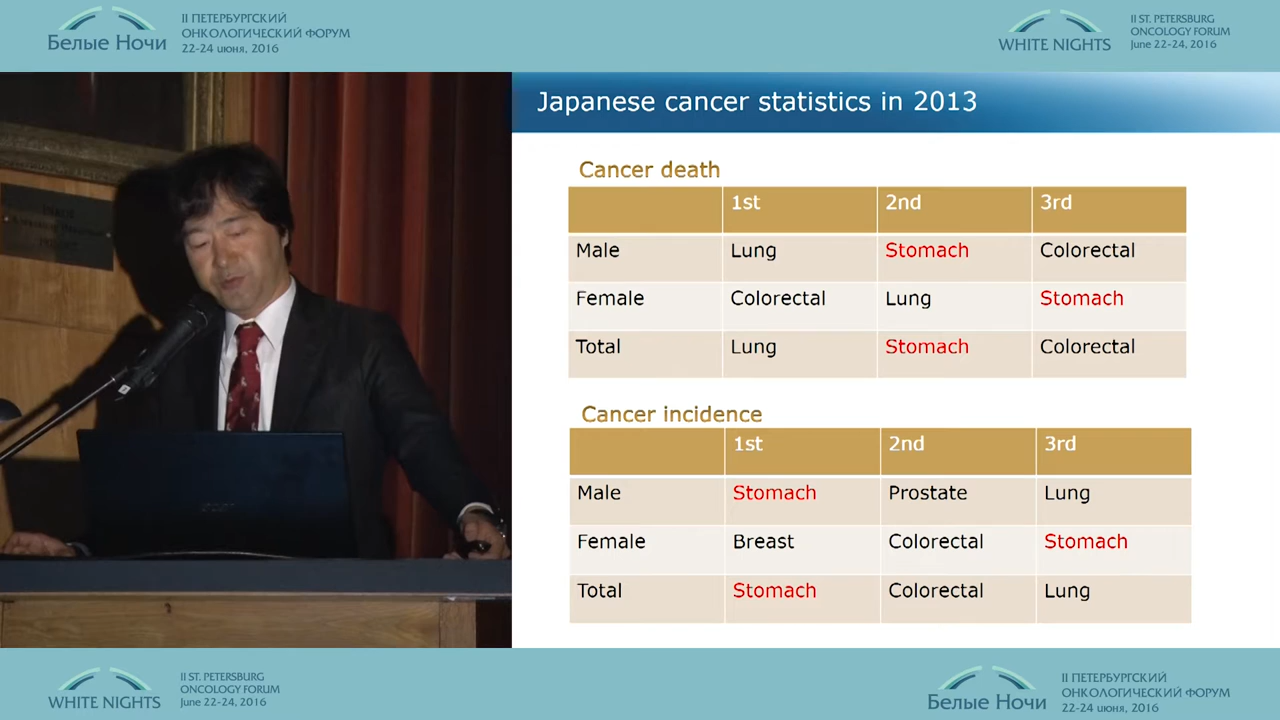 Белые Ночи
II ПЕТЕРБУРГСКИЙ
ОНКОЛОГИЧЕСКИЙ ФОРУМ
22-24 июня, 2016
WHITE NIGHTS
II ST. PETERSBURG
ONCOLOGY FORUM
June 22-24, 2016
Japanese cancer statistics in 2013
Cancer death
1st 2nd 3rd
Male Lung Stomach Colorectal
Female Colorectal Lung Stomach
Total Lung Stomach Colorectal
Cancer incidence
1st 2nd 3rd
Male Stomach Prostate Lung
Female Breast Colorectal Stomach
Total Stomach Colorectal Lung
WHITE NIGHTS
II ST. PETERSBURG
ONCOLOGY FORUM
June 22-24, 2016
Белые Ночи
II ПЕТЕРБУРГСКИЙ
ОНКОЛОГИЧЕСКИЙ ФОРУМ
22-24 июня, 2016